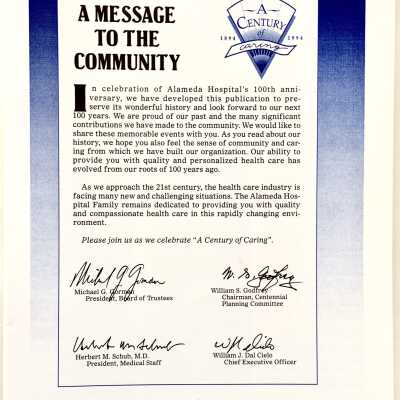 A MESSAGE
TO THE
COMMUNITY
A
CENTURY
of
1894 1994
caring
In celebration of Alameda Hospital's 100th anni-
versary, we have developed this publication to pre-
serve its wonderful history and look forward to our next
100 years. We are proud of our past and the many significant
contributions we have made to the community. We would like to
share these memorable events with you. As you read about our
history, we hope you also feel the sense of community and car-
ing from which we have built our organization. Our ability to
provide you with quality and personalized health care has
evolved from our roots of 100 years ago.
As we approach the 21st century, the health care industry is
facing many new and challenging situations. The Alameda Hos-
pital Family remains dedicated to providing you with quality
and compassionate health care in this rapidly changing envi-
ronment.
Please join us as we celebrate "A Century of Caring".
Michael G. Gorman
Michael G. Gorman
President, Board of Trustees
W. S. Godfrey
William S. Godfrey
Chairman, Centennial
Planning Committee
Herbert M. Schub
Herbert M. Schub, M.D.
President, Medical Staff
William J. Dal Cielo
Chief Executive Officer